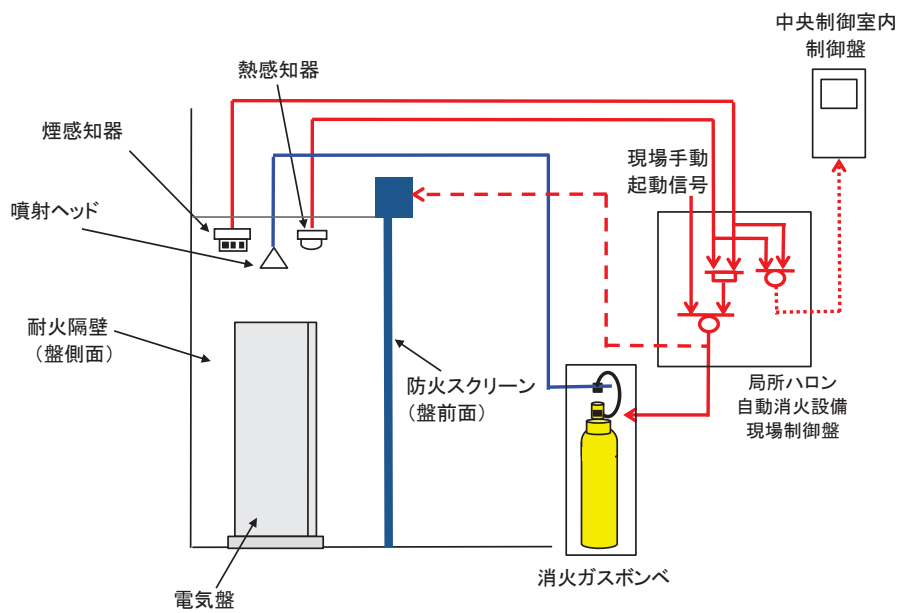 中央制御室内
制御盤
熱感知器
煙感知器
現場手動
起動信号
噴射ヘッド
耐火隔壁
（盤側面）
防火スクリーン
（盤前面）
局所ハロン
自動消火設備
現場制御盤
消火ガスボンベ
電気盤